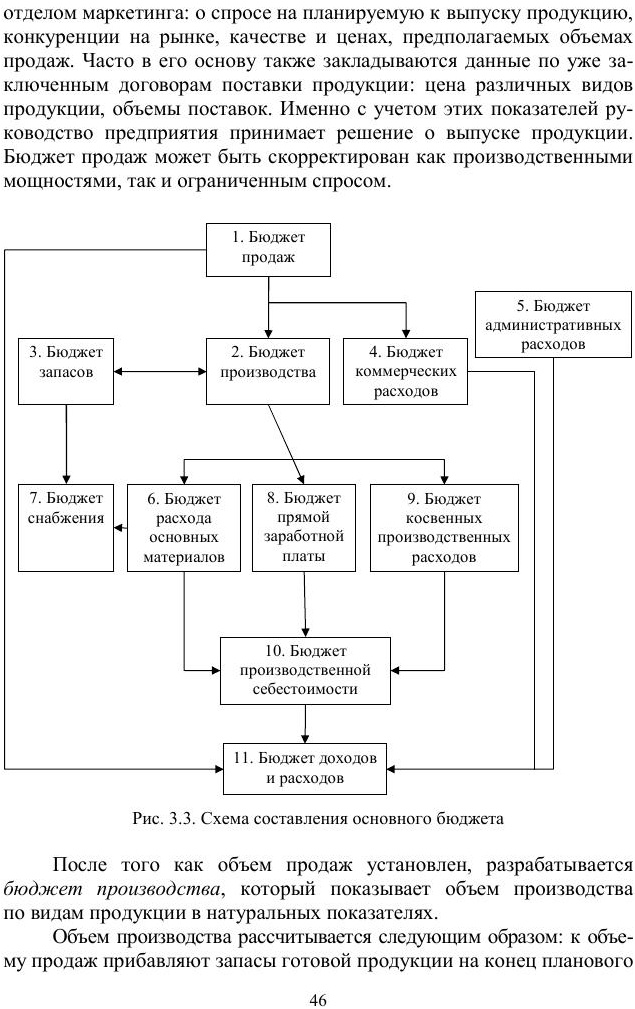 отделом маркетинга: о спросе на планируемую к выпуску продукцию,
конкуренции на рынке, качестве и ценах, предполагаемых объемах
продаж. Часто в его основу также закладываются данные по уже за-
ключенным договорам поставки продукции: цена различных видов
продукции, объемы поставок. Именно с учетом этих показателей ру-
ководство предприятия принимает решение о выпуске продукции.
Бюджет продаж может быть скорректирован как производственными
мощностями, так и ограниченным спросом.
1. Бюджет
продаж
5. Бюджет
административных
расходов
3. Бюджет
запасов
2. Бюджет
производства
4. Бюджет
коммерческих
расходов
7. Бюджет
снабжения
6. Бюджет
расхода
основных
материалов
8. Бюджет
прямой
заработной
платы
9. Бюджет
косвенных
производственных
расходов
10. Бюджет
производственной
себестоимости
11. Бюджет доходов
и расходов
Рис. 3.3. Схема составления основного бюджета
После того как объем продаж установлен, разрабатывается
бюджет производства, который показывает объем производства
по видам продукции в натуральных показателях.
Объем производства рассчитывается следующим образом: к объе-
му продаж прибавляют запасы готовой продукции на конец планового
46